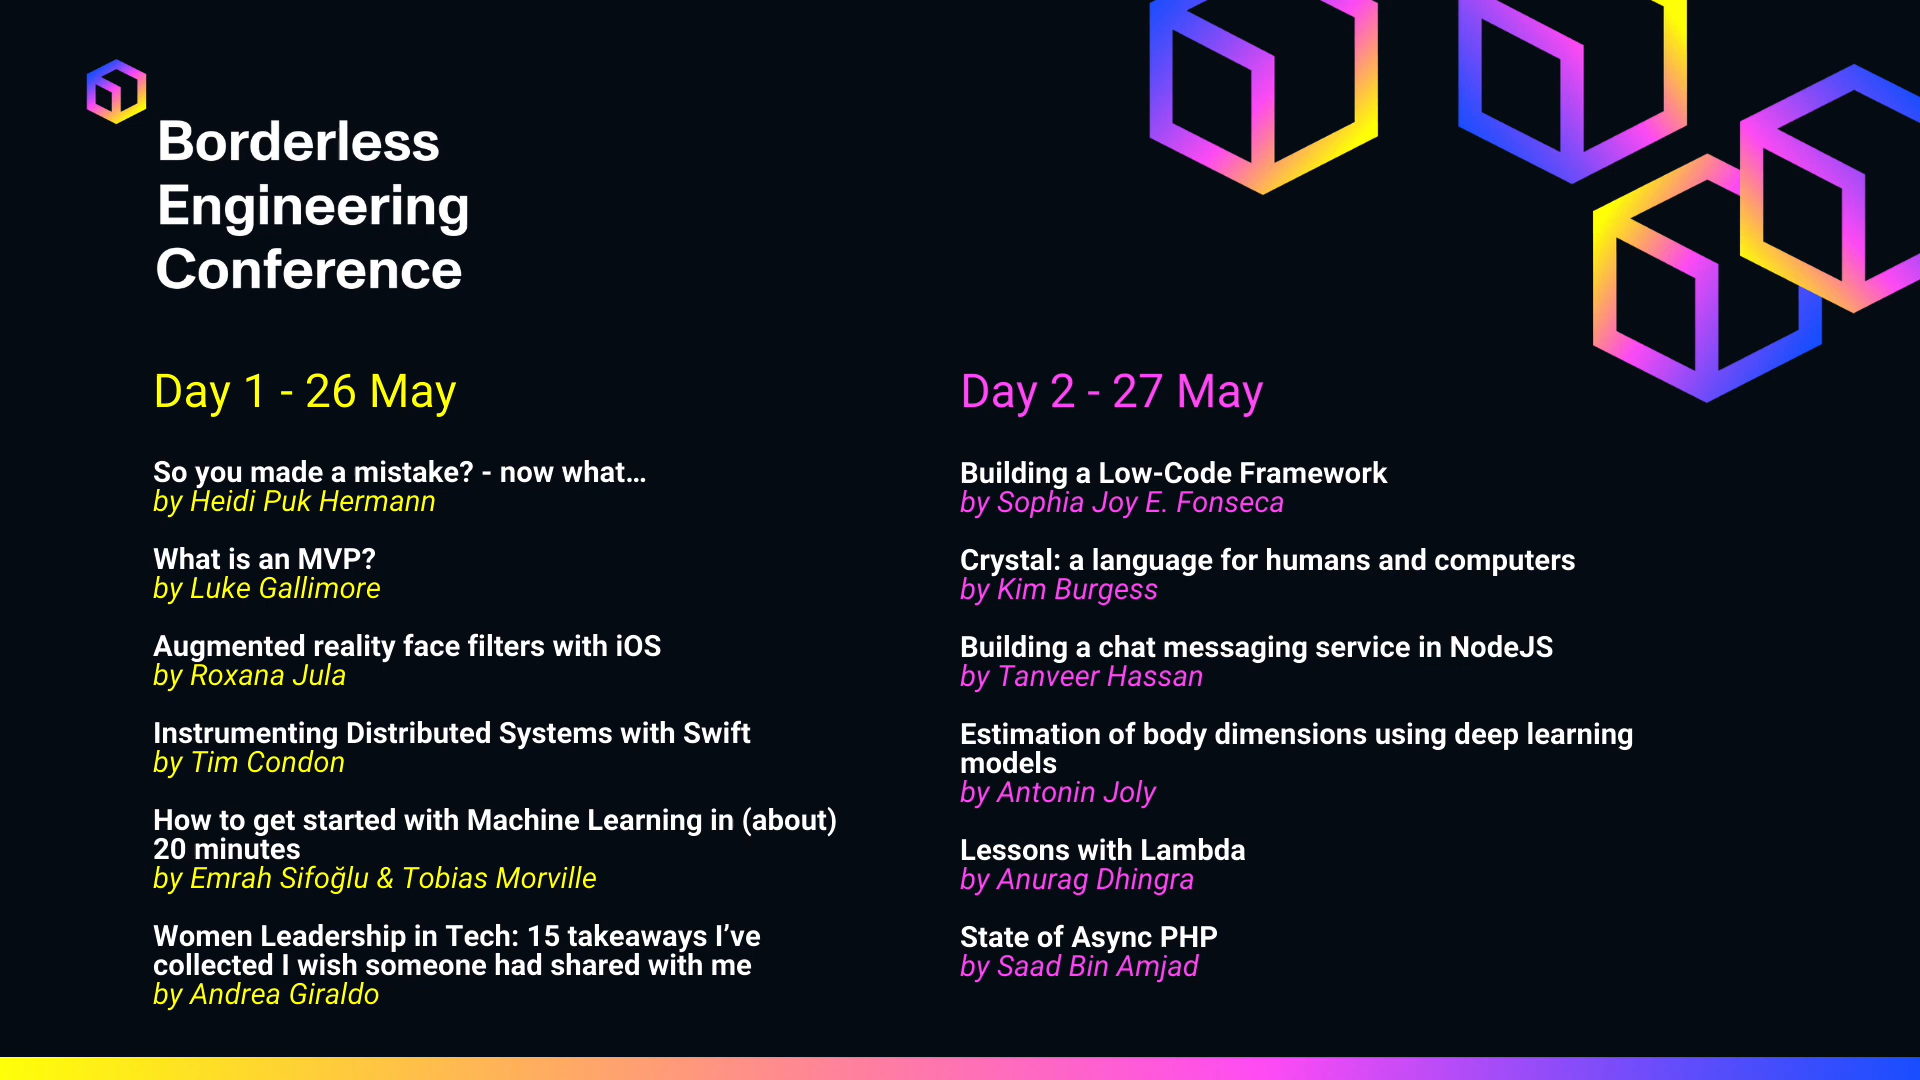 Borderless
Engineering
Conference
Day 1 - 26 May
So you made a mistake? - now what...
by Heidi Puk Hermann
What is an MVP?
by Luke Gallimore
Augmented reality face filters with iOS
by Roxana Jula
Instrumenting Distributed Systems with Swift
by Tim Condon
How to get started with Machine Learning in (about)
20 minutes
by Emrah Sifoğlu & Tobias Morville
Women Leadership in Tech: 15 takeaways I’ve
collected I wish someone had shared with me
by Andrea Giraldo
Day 2 - 27 May
Building a Low-Code Framework
by Sophia Joy E. Fonseca
Crystal: a language for humans and computers
by Kim Burgess
Building a chat messaging service in NodeJS
by Tanveer Hassan
Estimation of body dimensions using deep learning
models
by Antonin Joly
Lessons with Lambda
by Anurag Dhingra
State of Async PHP
by Saad Bin Amjad